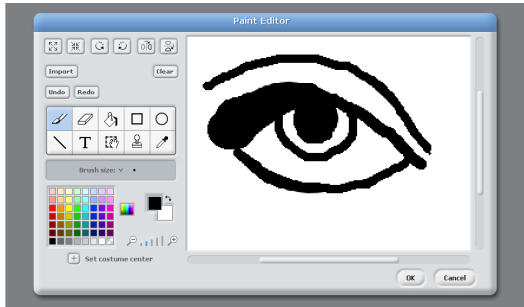 Paint Editor
Import
Clear
Undo
Redo
T
Brush size:
Set costume center
OK
Cancel